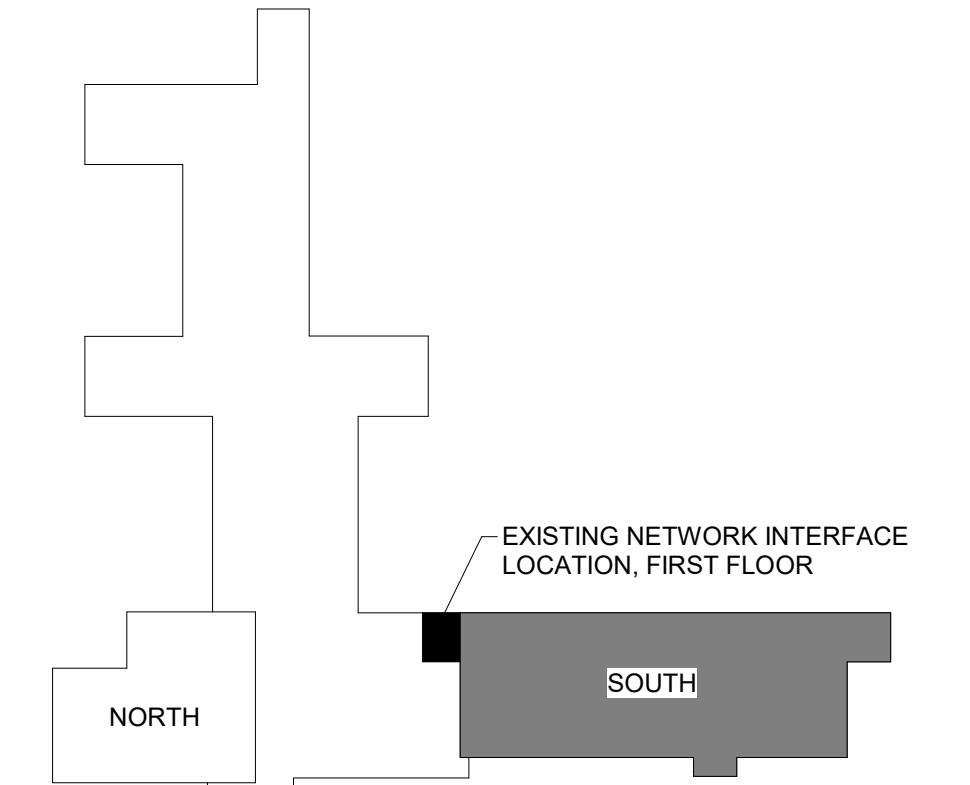 EXISTING NETWORK INTERFACE
LOCATION, FIRST FLOOR
SOUTH
NORTH